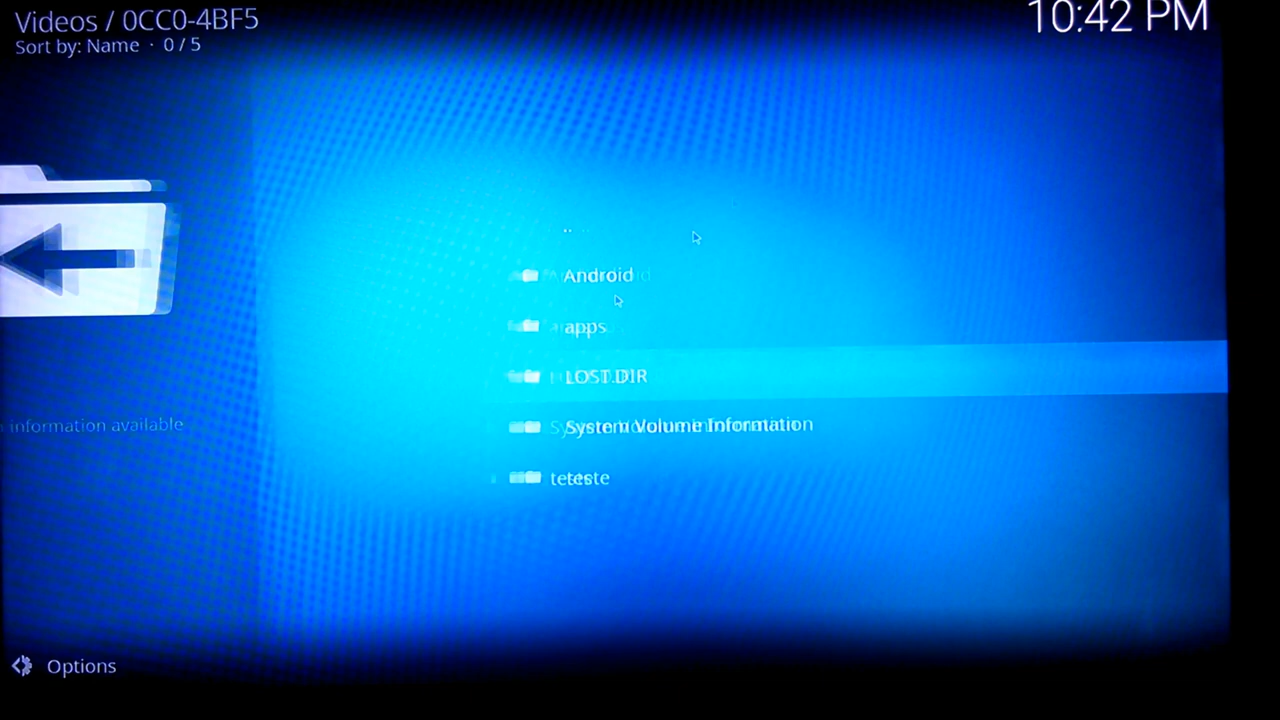 Videos / 0CC0-4BF5
Sort by: Name · 0 / 5
10:42 PM
..
Android
apps
LOST.DIR
System Volume Information
teste
information available
Options